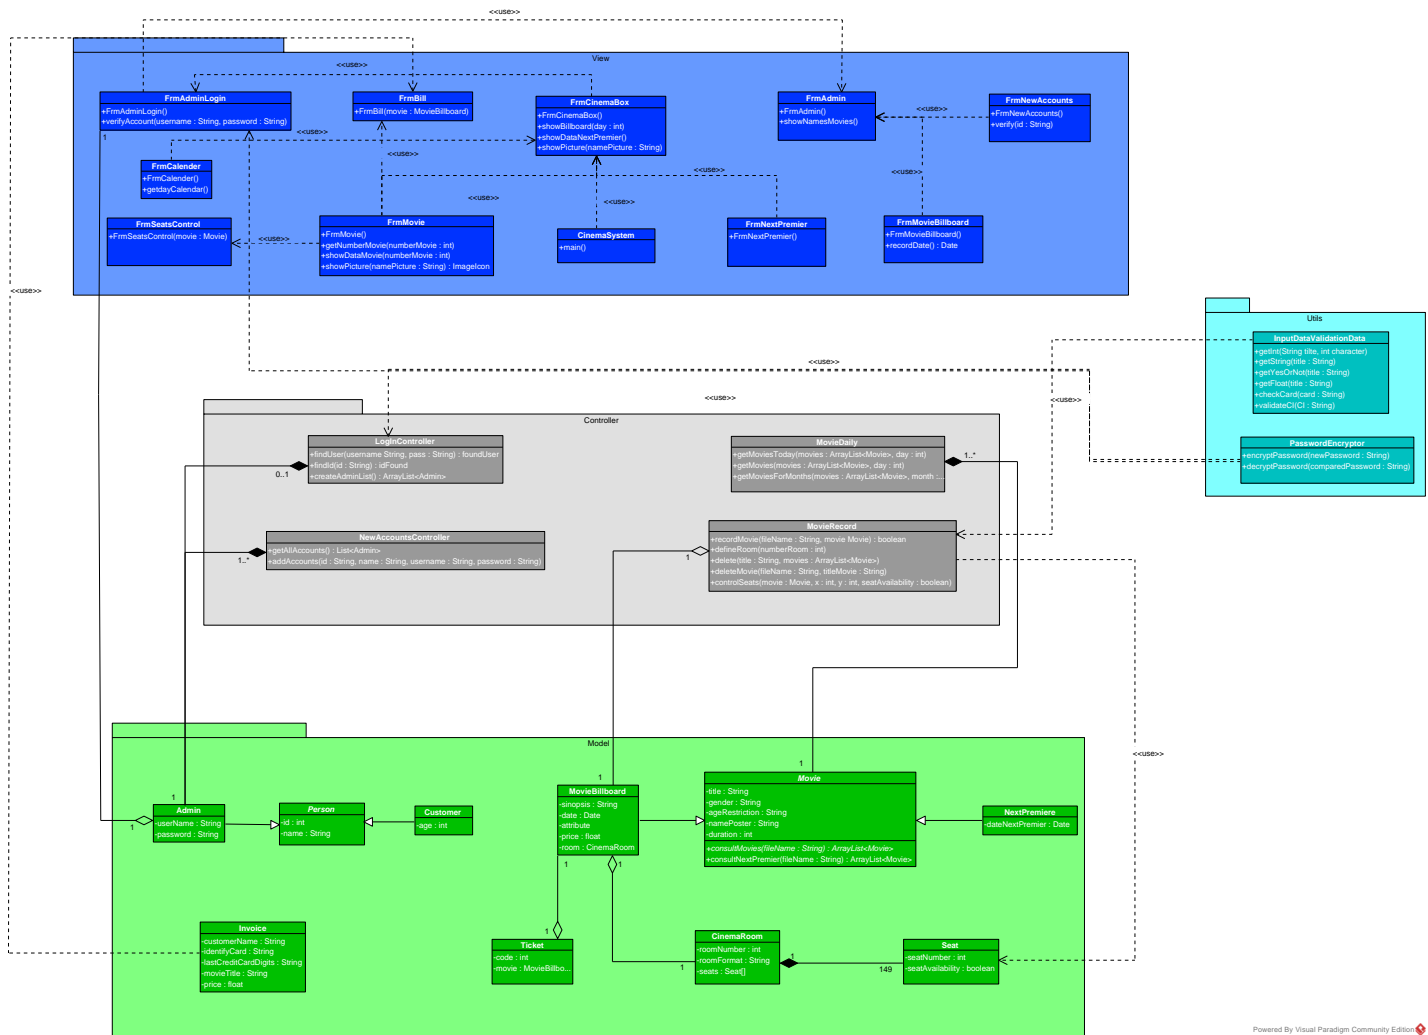 <<use>>
View
<<use>>
FrmAdminLogin
+FrmAdminLogin()
+verifyAccount(username : String, password : String)
1
FrmBill
+FrmBill(movie : MovieBillboard)
FrmCinemaBox
+FrmCinemaBox()
+showBillboard(day : int)
+showDataNextPremier()
+showPicture(namePicture : String)
FrmAdmin
+FrmAdmin()
+showNamesMovies()
<<use>>
FrmNewAccounts
+FrmNewAccounts()
+verify(id : String)
<<use>>
<<use>>
FrmCalender
+FrmCalender()
+getdayCalendar()
<<use>>
<<use>>
<<use>>
<<use>>
FrmSeatsControl
+FrmSeatsControl(movie : Movie)
<<use>>
FrmMovie
+FrmMovie()
+getNumberMovie(numberMovie : int)
+showDataMovie(numberMovie : int)
+showPicture(namePicture : String) : ImageIcon
CinemaSystem
+main()
FrmNextPremier
+FrmNextPremier()
FrmMovieBillboard
+FrmMovieBillboard()
+recordDate() : Date
<<use>>
Utils
InputDataValidationData
+getInt(String tilte, int character)
+getString(title : String)
+getYesOrNot(title : String)
+getFloat(title : String)
+checkCard(card : String)
+validateCI(CI : String)
PasswordEncryptor
+encryptPassword(newPassword : String)
+decryptPassword(comparedPassword : String)
<<use>>
<<use>>
<<use>>
Controller
LogInController
+findUser(username String, pass : String) : foundUser
+findId(id : String) : idFound
+createAdminList() : ArrayList<Admin>
0..1
MovieDaily
+getMoviesToday(movies : ArrayList<Movie>, day : int)
+getMovies(movies : ArrayList<Movie>, day : int)
+getMoviesForMonths(movies : ArrayList<Movie>, month :...
1..*
NewAccountsController
+getAllAccounts() : List<Admin>
+addAccounts(id : String, name : String, username : String, password : String)
1..*
MovieRecord
+recordMovie(fileName : String, movie Movie) : boolean
+defineRoom(numberRoom : int)
+delete(title : String, movies : ArrayList<Movie>)
+deleteMovie(fileName : String, titleMovie : String)
+controlSeats(movie : Movie, x : int, y : int, seatAvailability : boolean)
1
<<use>>
Model
1
1
1
Admin
-userName : String
-password : String
1
Person
-id : int
-name : String
Customer
-age : int
MovieBillboard
-sinopsis : String
-date : Date
-attribute
-price : float
-room : CinemaRoom
1
1
Movie
-title : String
-gender : String
-ageRestriction : String
-namePoster : String
-duration : int
+consultMovies(fileName : String) : ArrayList<Movie>
+consultNextPremier(fileName : String) : ArrayList<Movie>
NextPremiere
-dateNextPremier : Date
Invoice
-customerName : String
-identifyCard : String
-lastCreditCardDigits : String
-movieTitle : String
-price : float
1
Ticket
-code : int
-movie : MovieBillbo...
CinemaRoom
-roomNumber : int
-roomFormat : String
-seats : Seat[]
1
1
149
Seat
-seatNumber : int
-seatAvailability : boolean
Powered By Visual Paradigm Community Edition